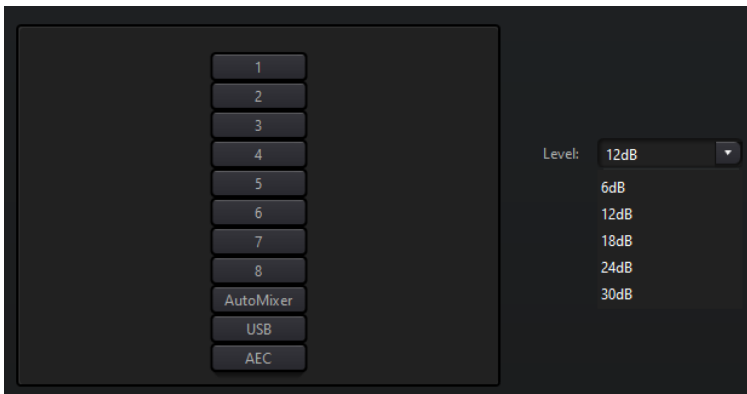 1
2
3
4
5
6
7
8
AutoMixer
USB
AEC
Level: 12dB
6dB
12dB
18dB
24dB
30dB